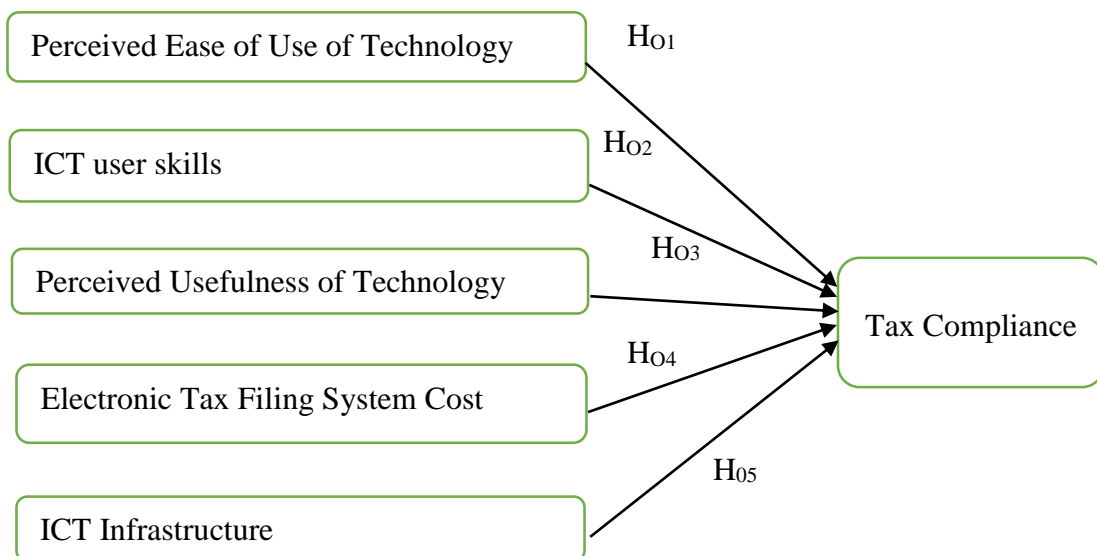 Perceived Ease of Use of Technology
HO1
ICT user skills
HO2
Perceived Usefulness of Technology
HO3
Tax Compliance
Electronic Tax Filing System Cost
HO4
ICT Infrastructure
H05